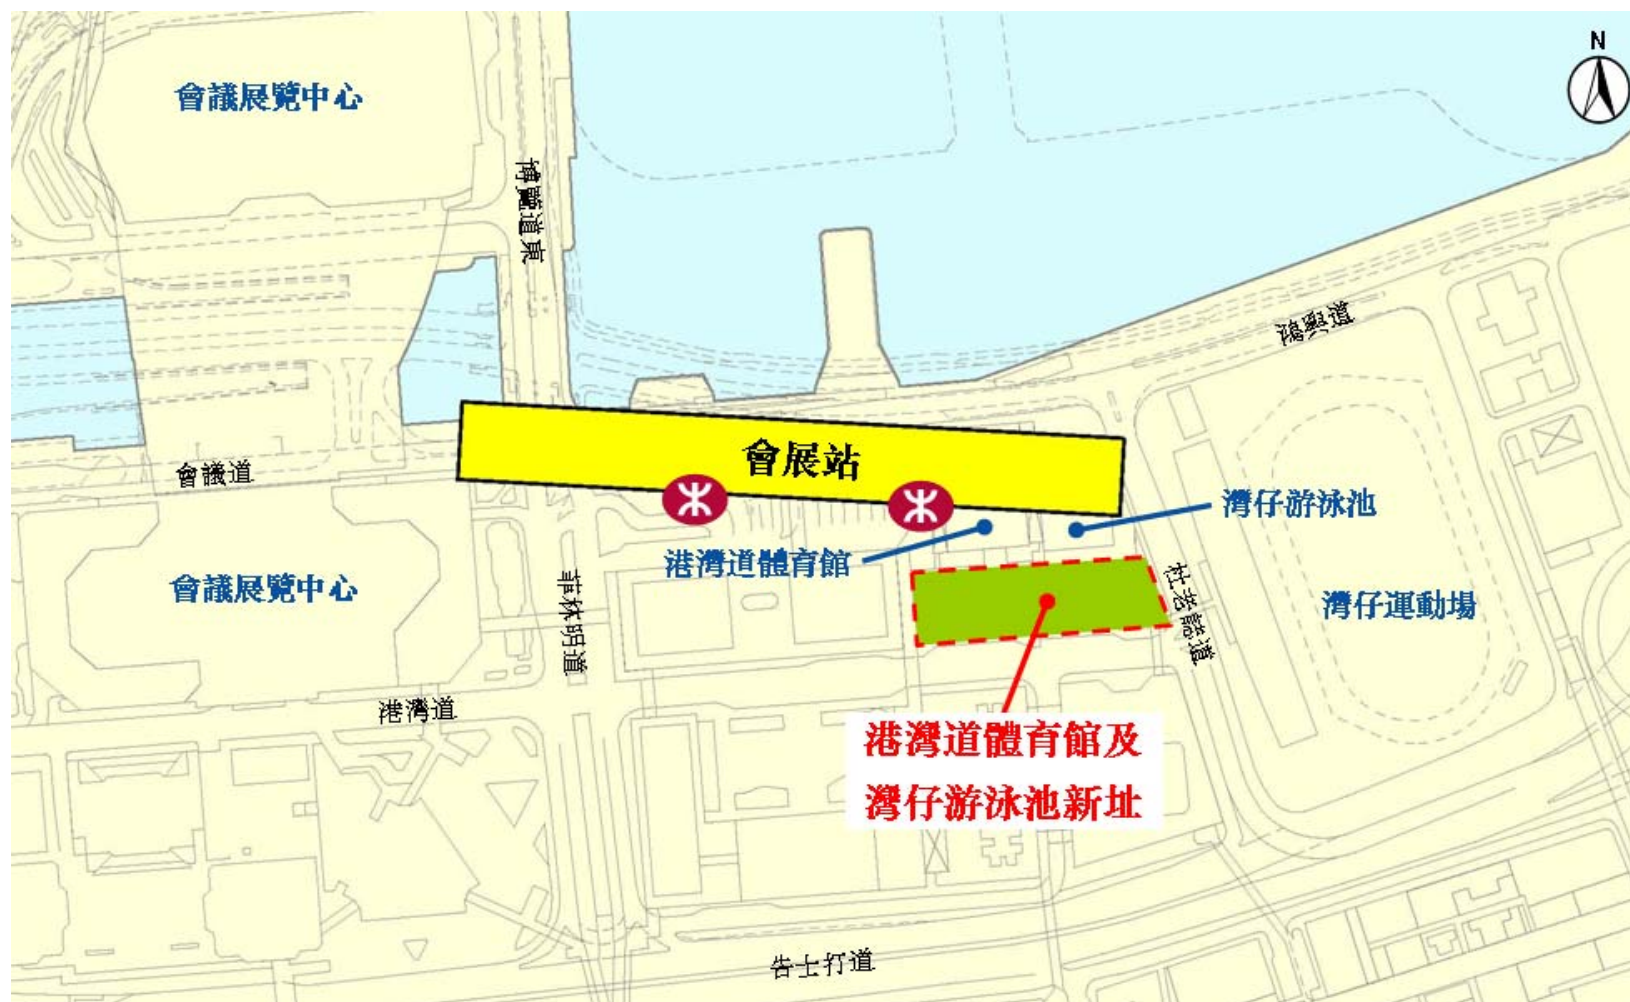 N
會議展覽中心
博覽道東
鴻興道
會展站
會議道
灣仔游泳池
港灣道體育館
會議展覽中心
菲林明道
杜老誌道
灣仔運動場
港灣道
港灣道體育館及
灣仔游泳池新址
告士打道